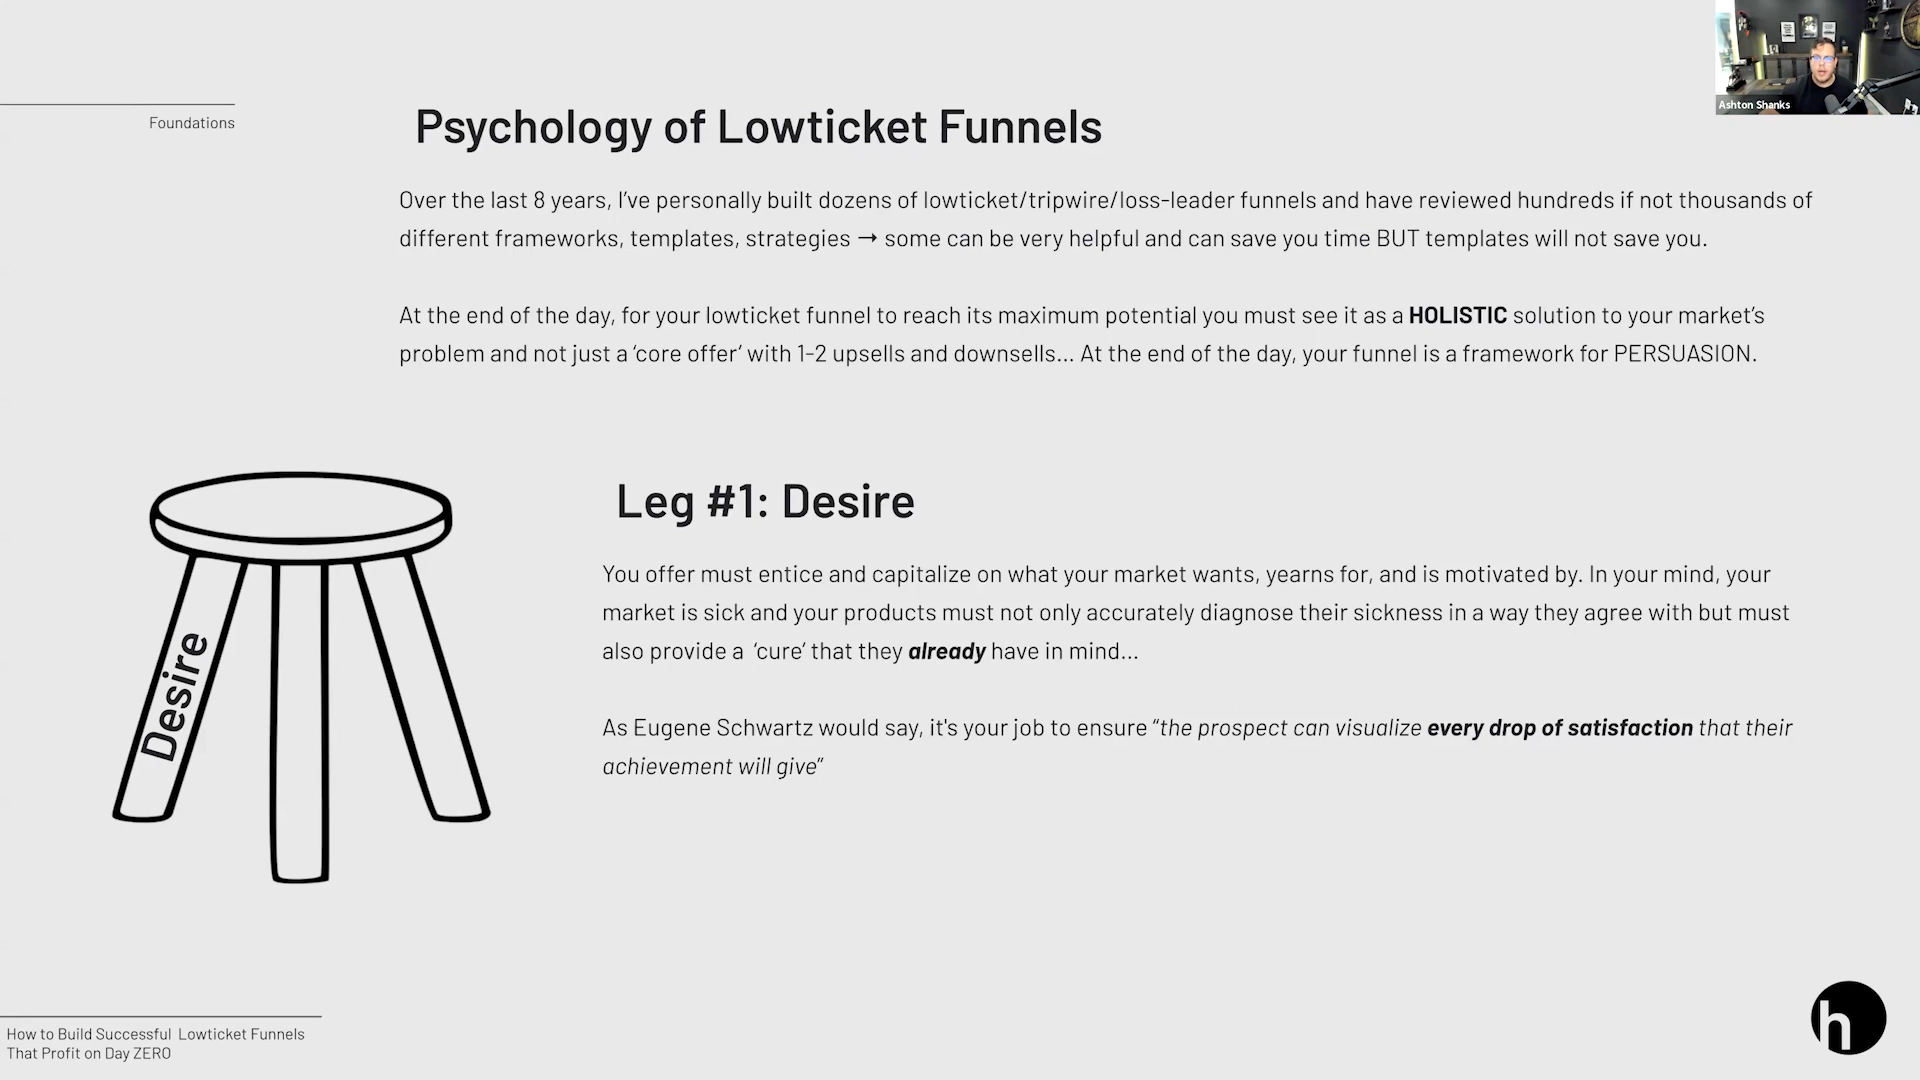 Ashton Shanks
Foundations
Psychology of Lowticket Funnels
Over the last 8 years, I've personally built dozens of lowticket/tripwire/loss-leader funnels and have reviewed hundreds if not thousands of
different frameworks, templates, strategies → some can be very helpful and can save you time BUT templates will not save you.
At the end of the day, for your lowticket funnel to reach its maximum potential you must see it as a HOLISTIC solution to your market's
problem and not just a ‘core offer’ with 1-2 upsells and downsells... At the end of the day, your funnel is a framework for PERSUASION.
Leg #1: Desire
You offer must entice and capitalize on what your market wants, yearns for, and is motivated by. In your mind, your
market is sick and your products must not only accurately diagnose their sickness in a way they agree with but must
also provide a ‘cure’ that they already have in mind...
As Eugene Schwartz would say, it's your job to ensure “the prospect can visualize every drop of satisfaction that their
achievement will give”
Desire
How to Build Successful Lowticket Funnels
That Profit on Day ZERO
h